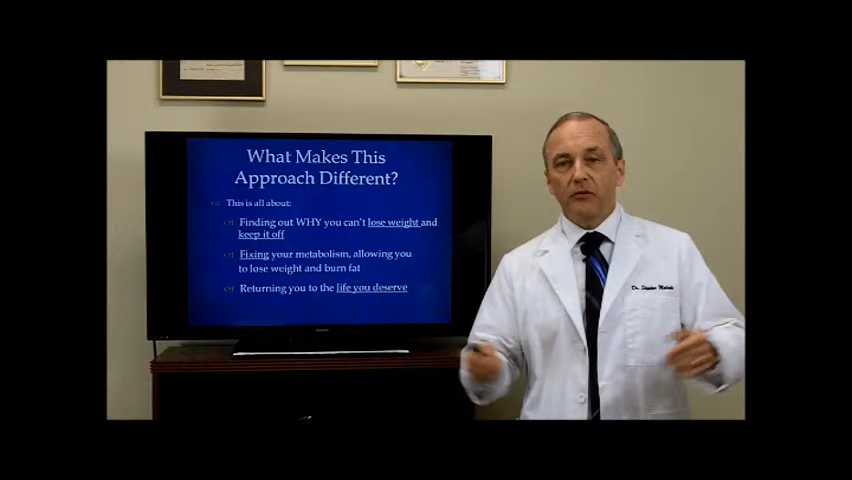 What Makes This
Approach Different?
This is all about:
Finding out WHY you can't lose weight and
keep it off
Fixing your metabolism, allowing you
to lose weight and burn fat
Returning you to the life you deserve
Dr. Stephen